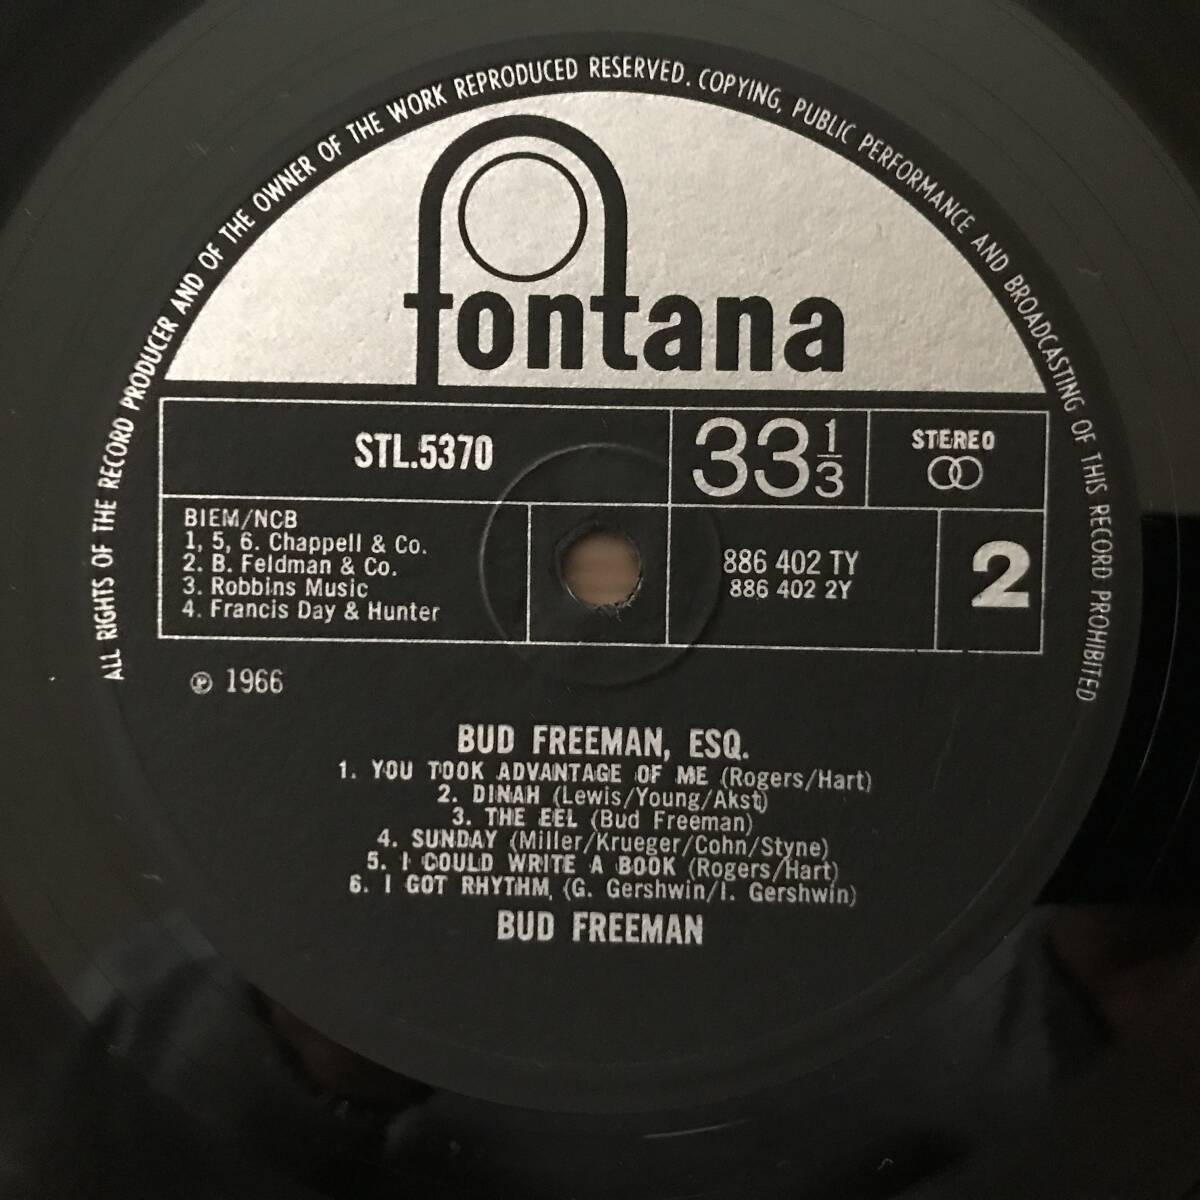 ALL RIGHTS OF THE RECORD PRODUCER AND OF THE OWNER OF THE WORK REPRODUCED RESERVED. COPYING, PUBLIC PERFORMANCE AND BROADCASTING OF THIS RECORD PROHIBITED
fontana
STL.5370
33 1/3
STEREO
BIEM/NCB
1, 5, 6. Chappell & Co.
2. B. Feldman & Co.
3. Robbins Music
4. Francis Day & Hunter
886 402 TY
886 402 2Y
2
℗ 1966
BUD FREEMAN, ESQ.
1. YOU TOOK ADVANTAGE OF ME (Rogers/Hart)
2. DINAH (Lewis/Young/Akst)
3. THE EEL (Bud Freeman)
4. SUNDAY (Miller/Krueger/Cohn/Styne)
5. I COULD WRITE A BOOK (Rogers/Hart)
6. I GOT RHYTHM, (G. Gershwin/I. Gershwin)
BUD FREEMAN